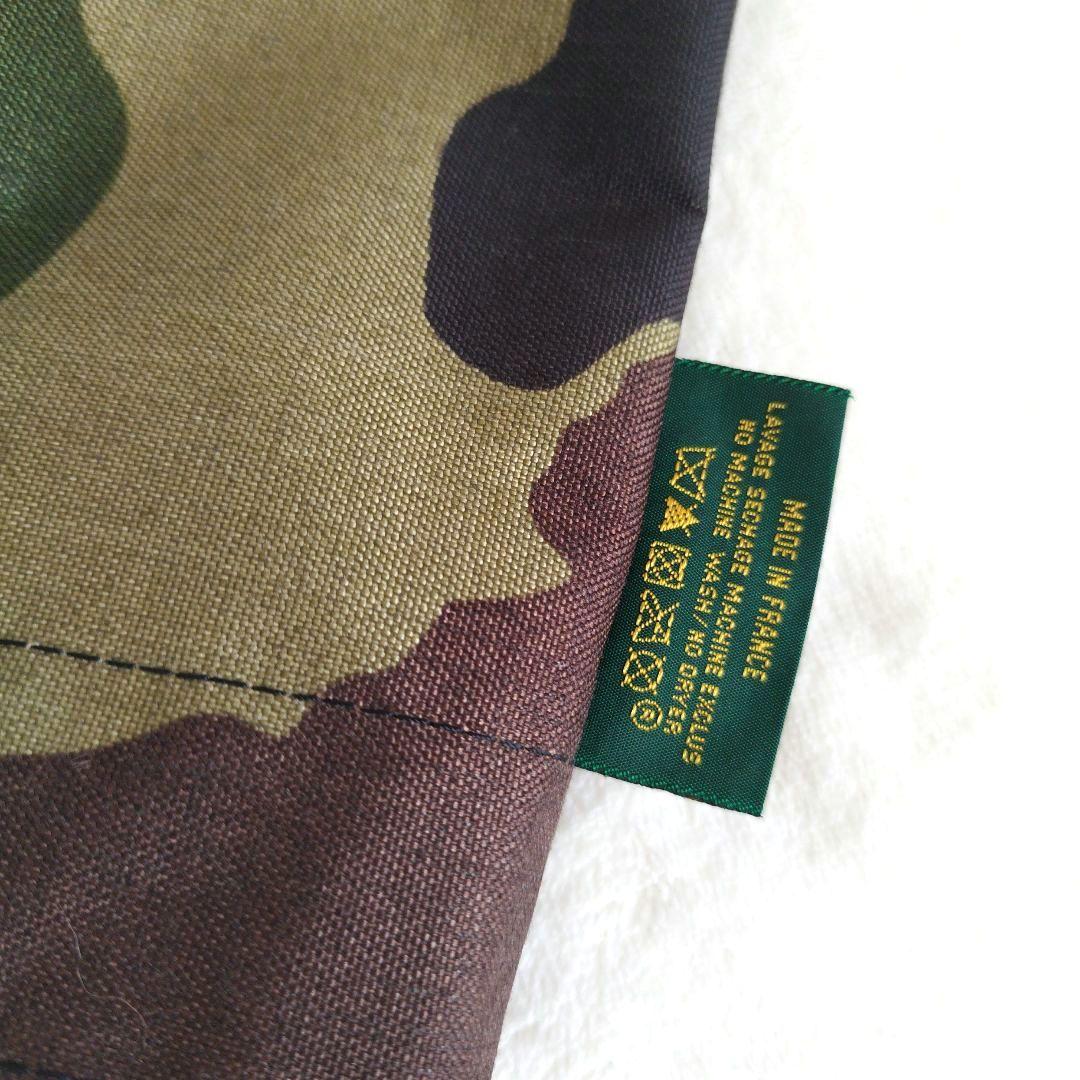 MADE IN FRANCE
LAVAGE SECHAGE MACHINE EXCLUS
NO MACHINE WASH/NO DRYER
®